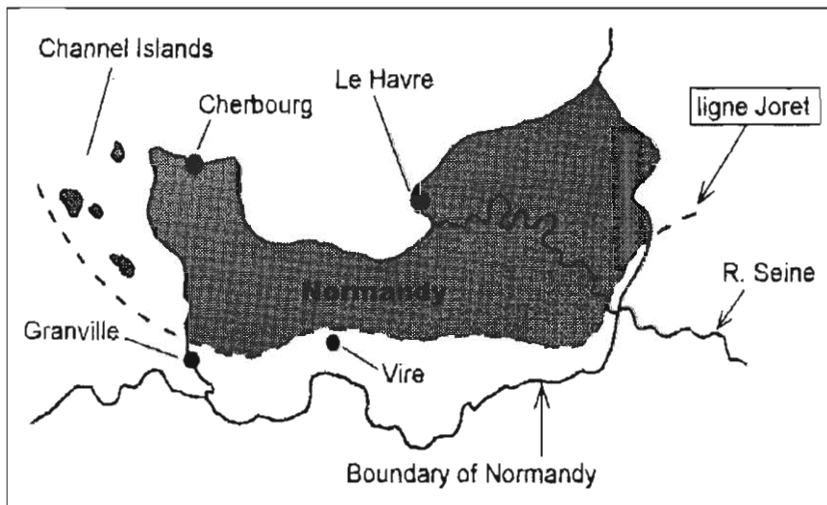 Channel Islands
Cherbourg
Le Havre
ligne Joret
Normandy
R. Seine
Granville
Vire
Boundary of Normandy